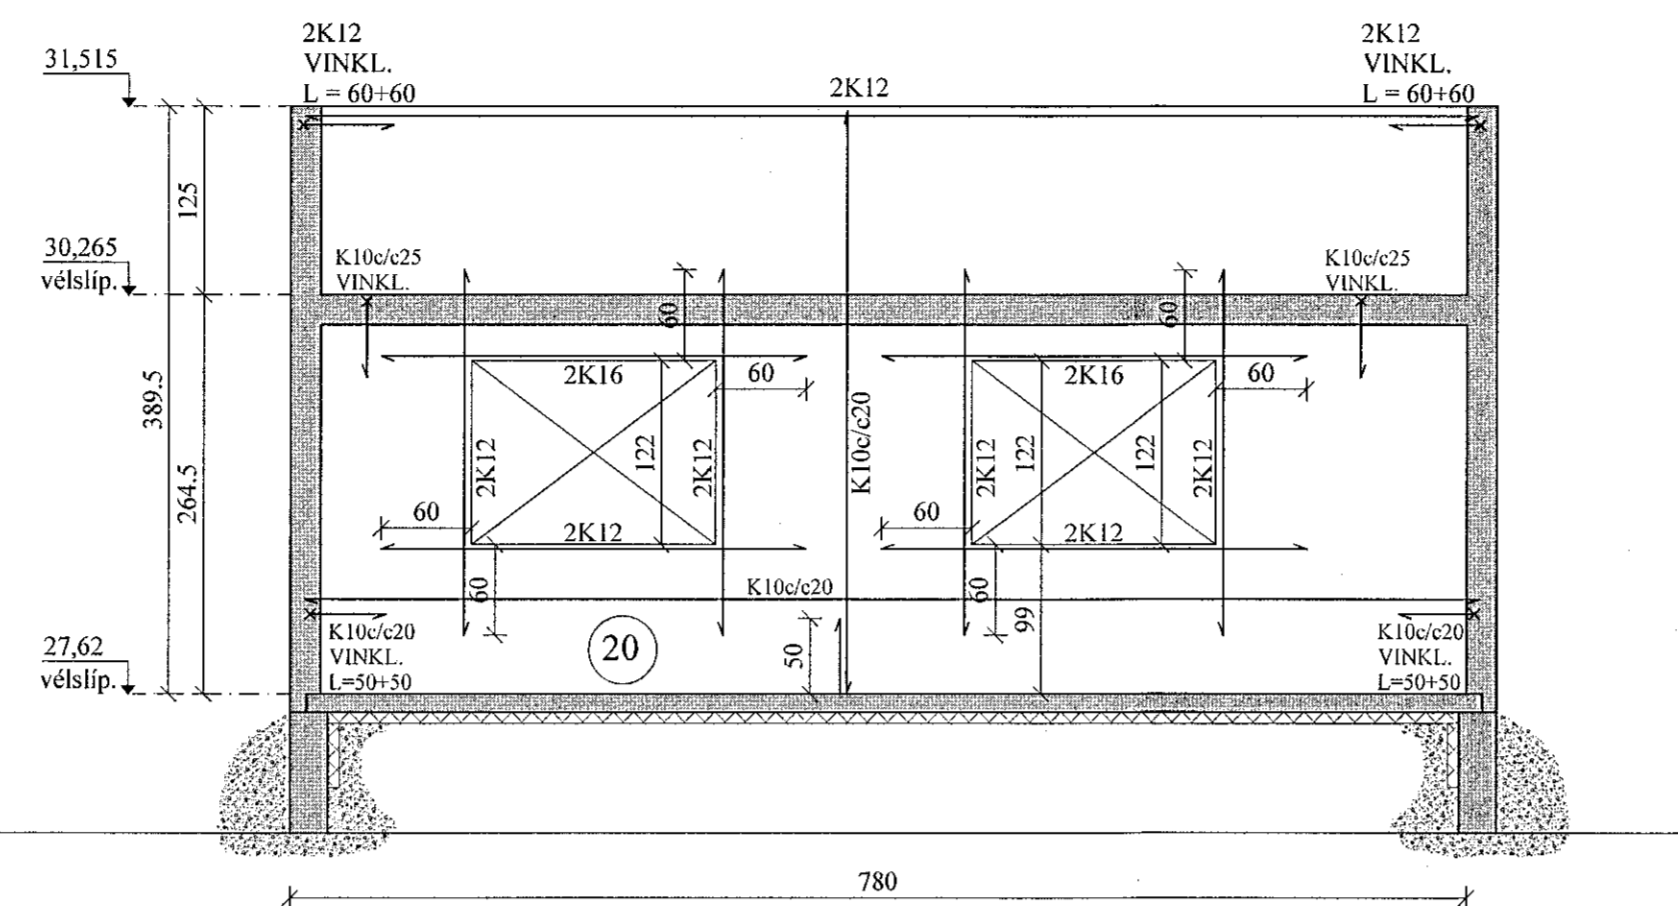 2K12
VINKL.
L = 60+60
2K12
VINKL.
L = 60+60
31,515
2K12
125
30,265
vélslíp.
K10c/c25
VINKL.
K10c/c25
VINKL.
60
60
2K16
60
2K16
60
389.5
264.5
2K12
122
2K12
K10c/c20
2K12
122
122
2K12
60
2K12
60
2K12
60
K10c/c20
60
99
K10c/c20
VINKL.
L=50+50
20
50
K10c/c20
VINKL.
L=50+50
27,62
vélslíp.
780